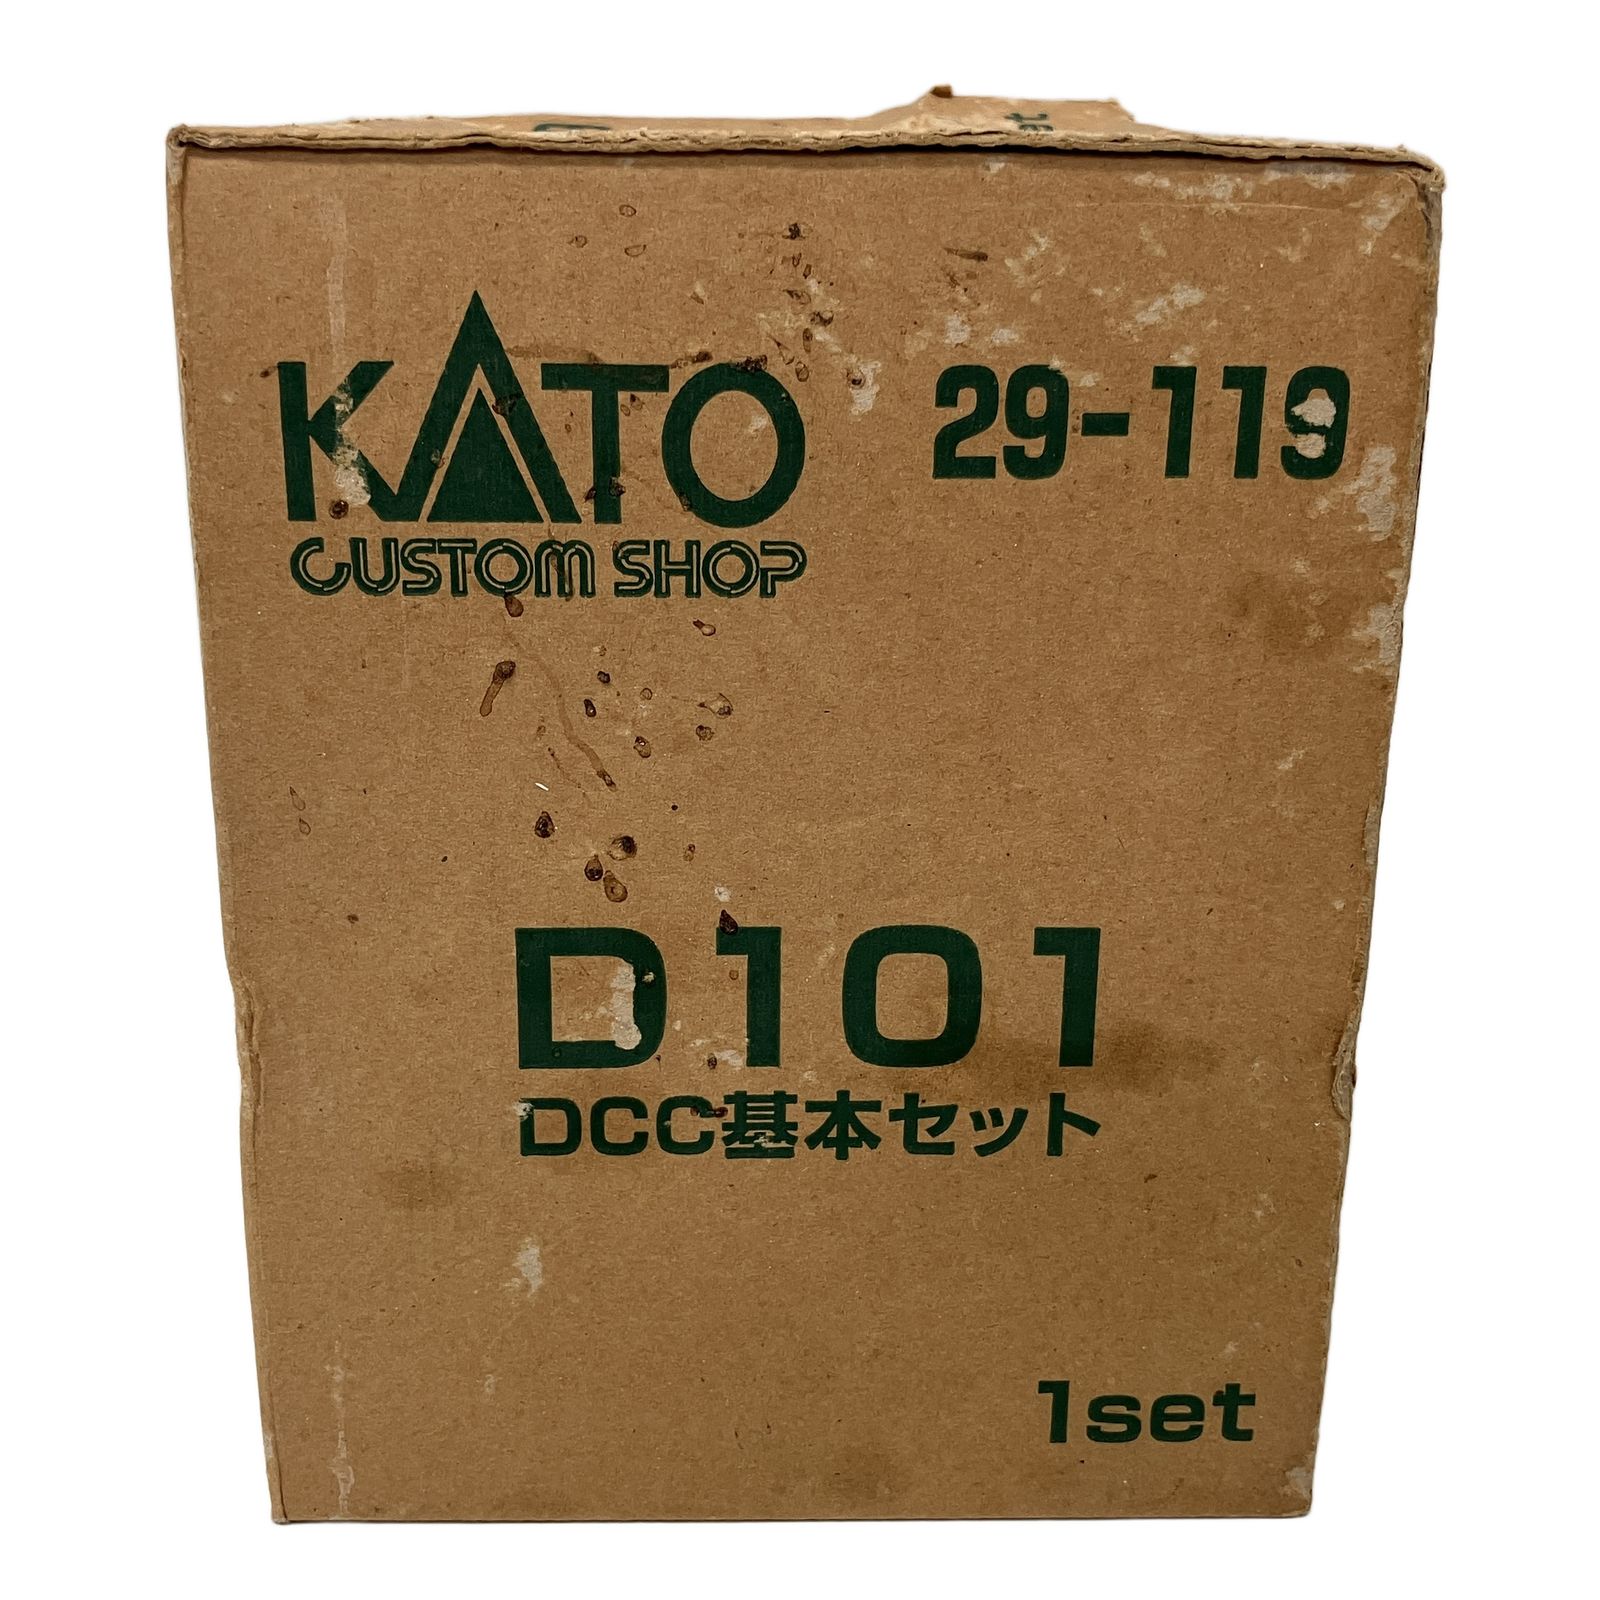 KATO 29-119
CUSTOM SHOP
D101
DCC基本セット
1set